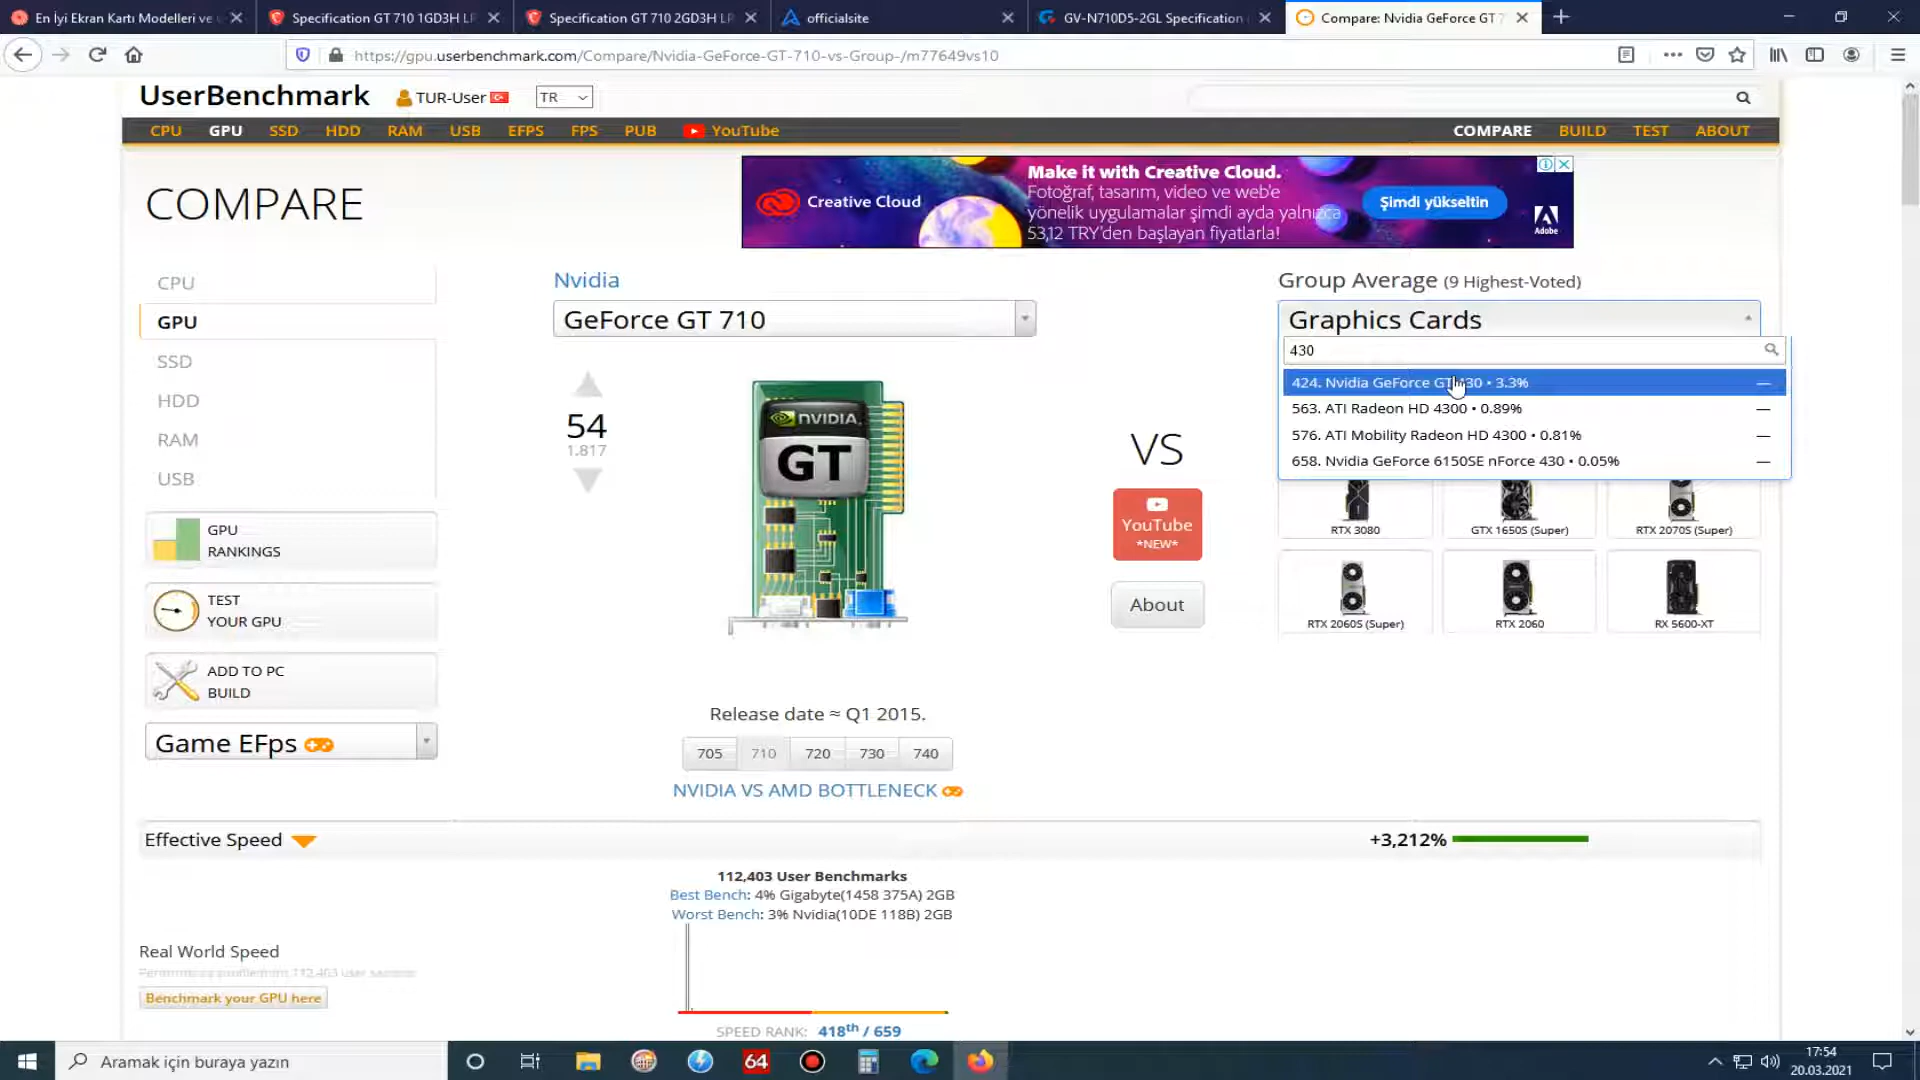 En İyi Ekran Kartı Modelleri ve
Specification GT 710 1GD3H LP
Specification GT 710 2GD3H LP
officialsite
GV-N710D5-2GL Specification
Compare: Nvidia GeForce GT 7
https://gpu.userbenchmark.com/Compare/Nvidia-GeForce-GT-710-vs-Group-/m77649vs10
UserBenchmark
TUR-User
TR
CPU
GPU
SSD
HDD
RAM
USB
EFPS
FPS
PUB
YouTube
COMPARE
BUILD
TEST
ABOUT
COMPARE
Creative Cloud
Make it with Creative Cloud.
Fotoğraf, tasarım, video ve web'e
yönelik uygulamalar şimdi ayda yalnızca
53,12 TRY'den başlayan fiyatlarla!
Şimdi yükseltin
Adobe
CPU
GPU
SSD
HDD
RAM
USB
GPU
RANKINGS
TEST
YOUR GPU
ADD TO PC
BUILD
Game EFps
Nvidia
GeForce GT 710
54
1.817
NVIDIA.
GT
VS
YouTube
*NEW*
About
Group Average (9 Highest-Voted)
Graphics Cards
430
424. Nvidia GeForce GT 430 • 3.3%
563. ATI Radeon HD 4300 • 0.89%
576. ATI Mobility Radeon HD 4300 • 0.81%
658. Nvidia GeForce 6150SE nForce 430 • 0.05%
RTX 3080
GTX 1650S (Super)
RTX 2070S (Super)
RTX 2060S (Super)
RTX 2060
RX 5600-XT
Release date ≈ Q1 2015.
705
710
720
730
740
NVIDIA VS AMD BOTTLENECK
Effective Speed
+3,212%
112,403 User Benchmarks
Best Bench: 4% Gigabyte(1458 375A) 2GB
Worst Bench: 3% Nvidia(10DE 118B) 2GB
Real World Speed
112,403 user
Benchmark your GPU here
SPEED RANK: 418th / 659
Aramak için buraya yazın
64
17:54
20.03.2021